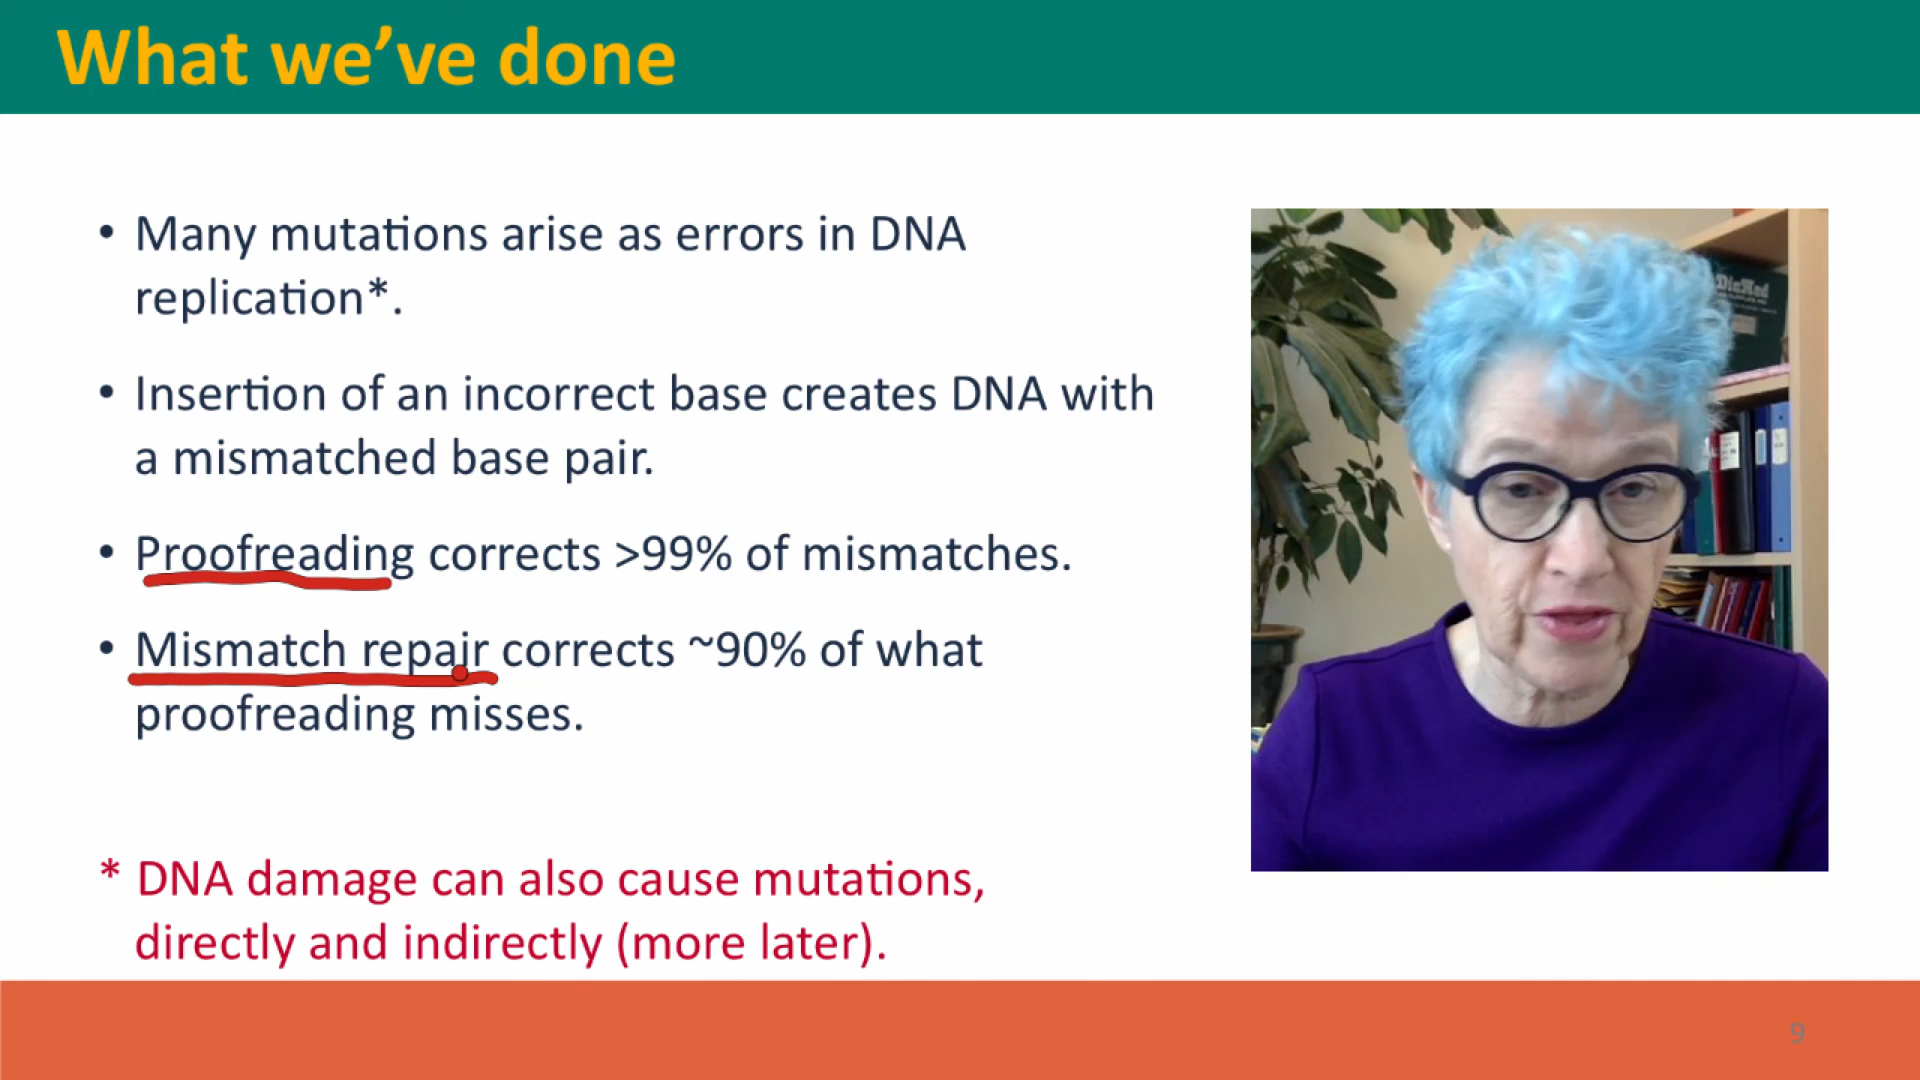 What we've done
• Many mutations arise as errors in DNA
replication*.
• Insertion of an incorrect base creates DNA with
a mismatched base pair.
• Proofreading corrects >99% of mismatches.
• Mismatch repair corrects ~90% of what
proofreading misses.
* DNA damage can also cause mutations,
directly and indirectly (more later).
9